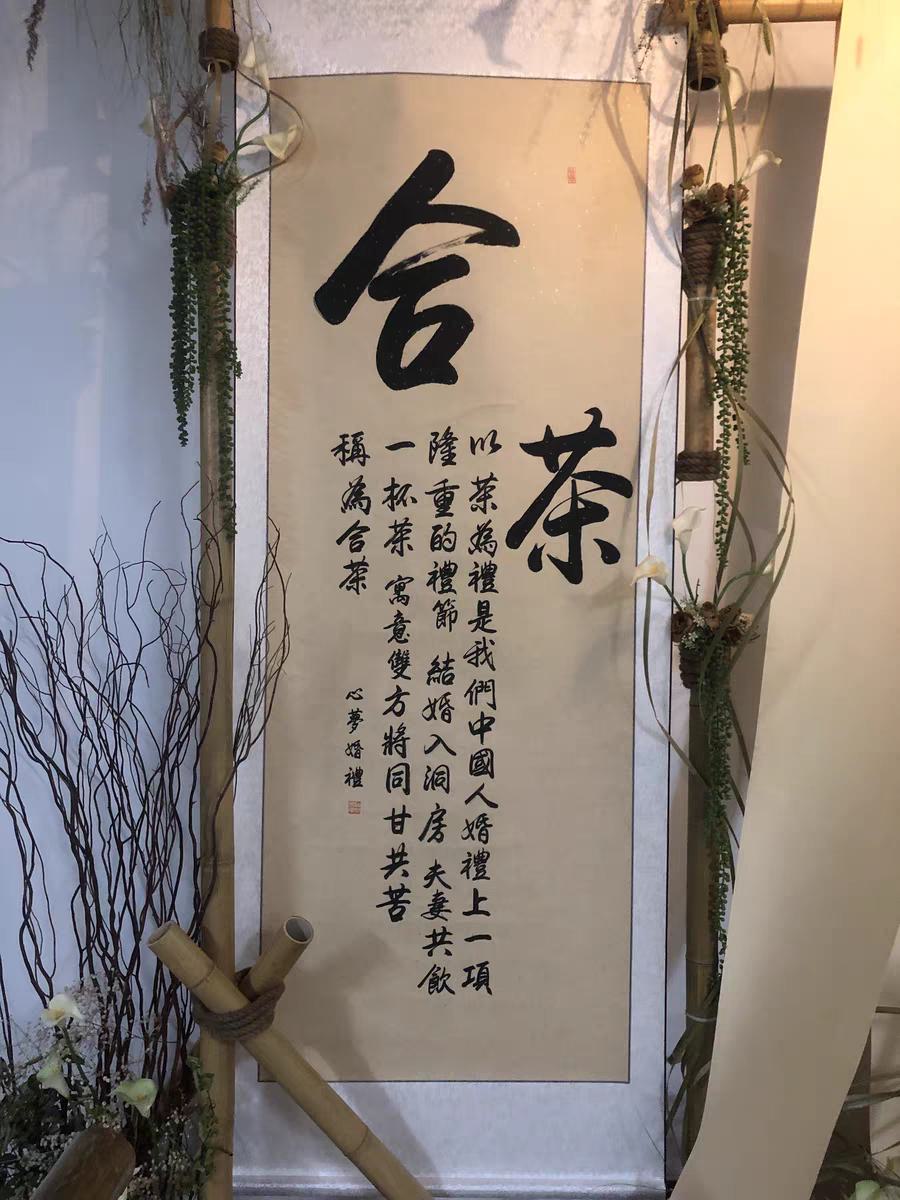 合
茶
以茶為禮是我們中國人婚禮上一項
隆重的禮節 結婚入洞房夫妻共飲
一杯茶 寓意雙方將同甘共苦
稱為合茶
心夢婚禮